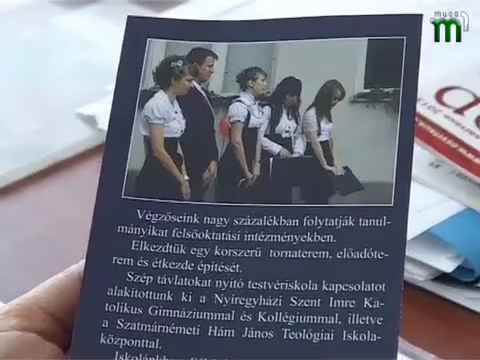 mura
m
Végzőseink nagy százalékban folytatják tanul-
mányikat felsőoktatási intézményekben.
Elkezdtük egy korszerű tornaterem, előadóte-
rem és étkezde építését.
Szép távlatokat nyitó testvériskola kapcsolatot
alakítottunk ki a Nyíregyházi Szent Imre Ka-
tolikus Gimnáziummal és Kollégiummal, illetve
a Szatmárnémeti Hám János Teológiai Iskola-
központtal.